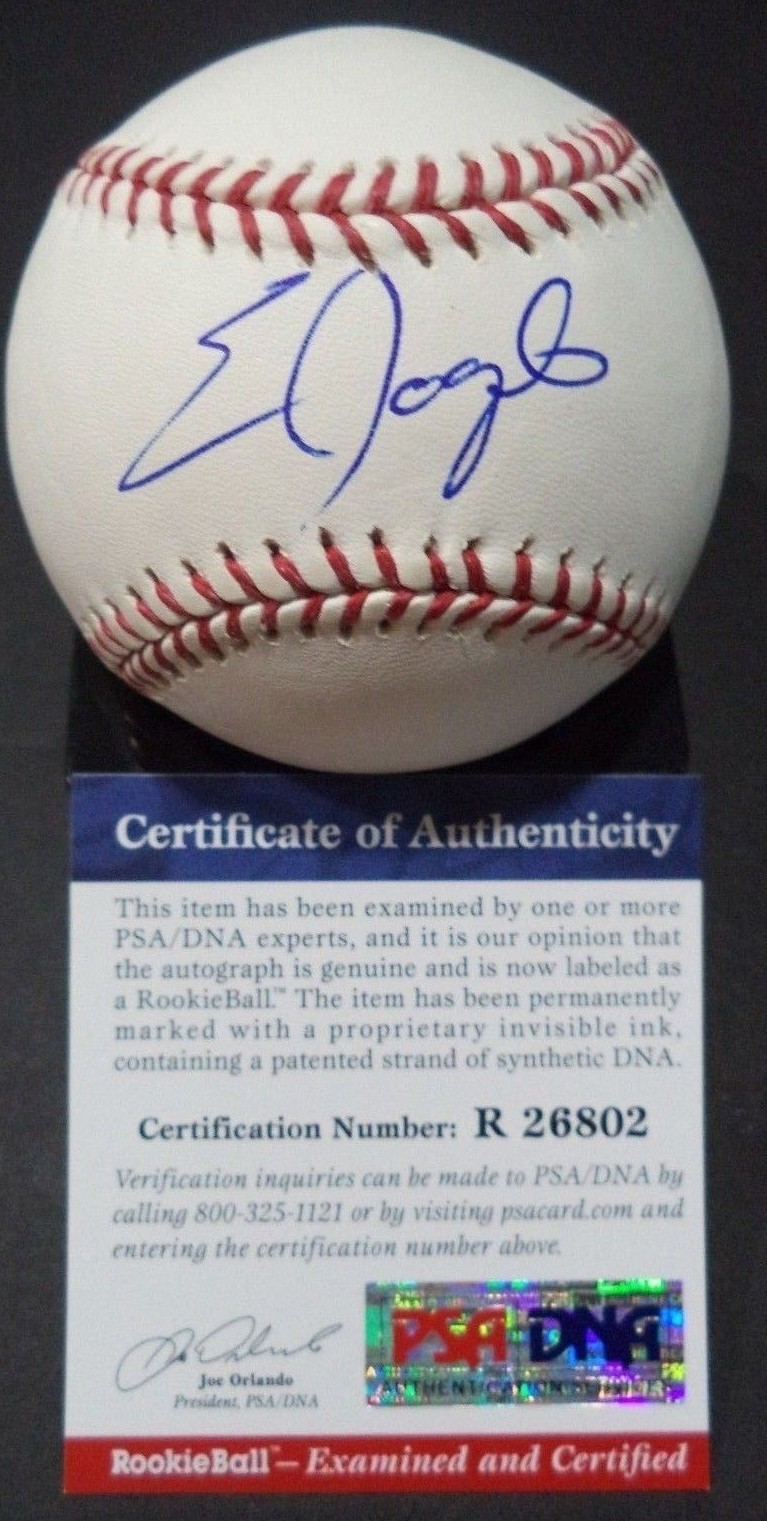 Certificate of Authenticity
This item has been examined by one or more
PSA/DNA experts, and it is our opinion that
the autograph is genuine and is now labeled as
a RookieBall.™ The item has been permanently
marked with a proprietary invisible ink,
containing a patented strand of synthetic DNA.
Certification Number: R 26802
Verification inquiries can be made to PSA/DNA by
calling 800-325-1121 or by visiting psacard.com and
entering the certification number above.
PSA DNA
Joe Orlando
President, PSA/DNA
RookieBall™ – Examined and Certified